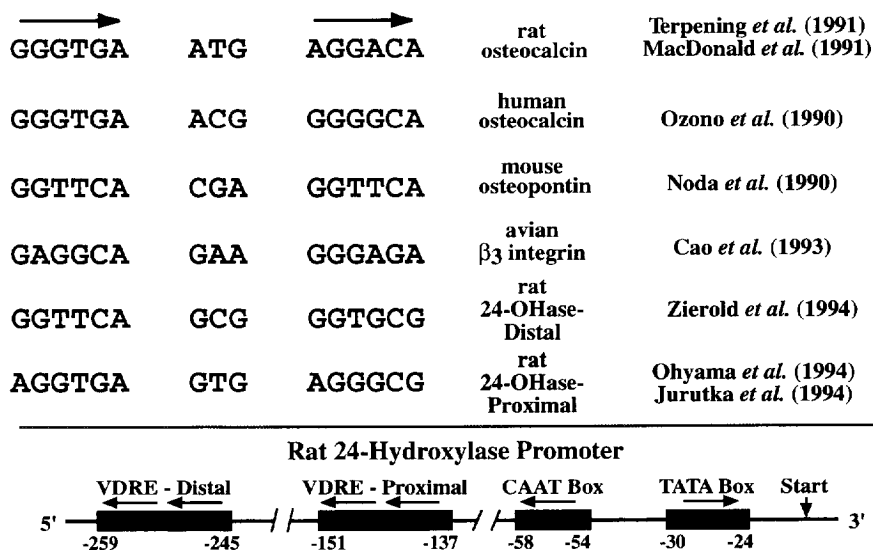 GGGTGA ATG AGGACA rat osteocalcin Terpening et al. (1991) MacDonald et al. (1991)
GGGTGA ACG GGGGCA human osteocalcin Ozono et al. (1990)
GGTTCA CGA GGTTCA mouse osteopontin Noda et al. (1990)
GAGGCA GAA GGGAGA avian β3 integrin Cao et al. (1993)
GGTTCA GCG GGTGCG rat 24-OHase-Distal Zierold et al. (1994)
AGGTGA GTG AGGGCG rat 24-OHase-Proximal Ohyama et al. (1994) Jurutka et al. (1994)
Rat 24-Hydroxylase Promoter
VDRE - Distal VDRE - Proximal CAAT Box TATA Box Start
5' 3'
-259 -245 -151 -137 -58 -54 -30 -24